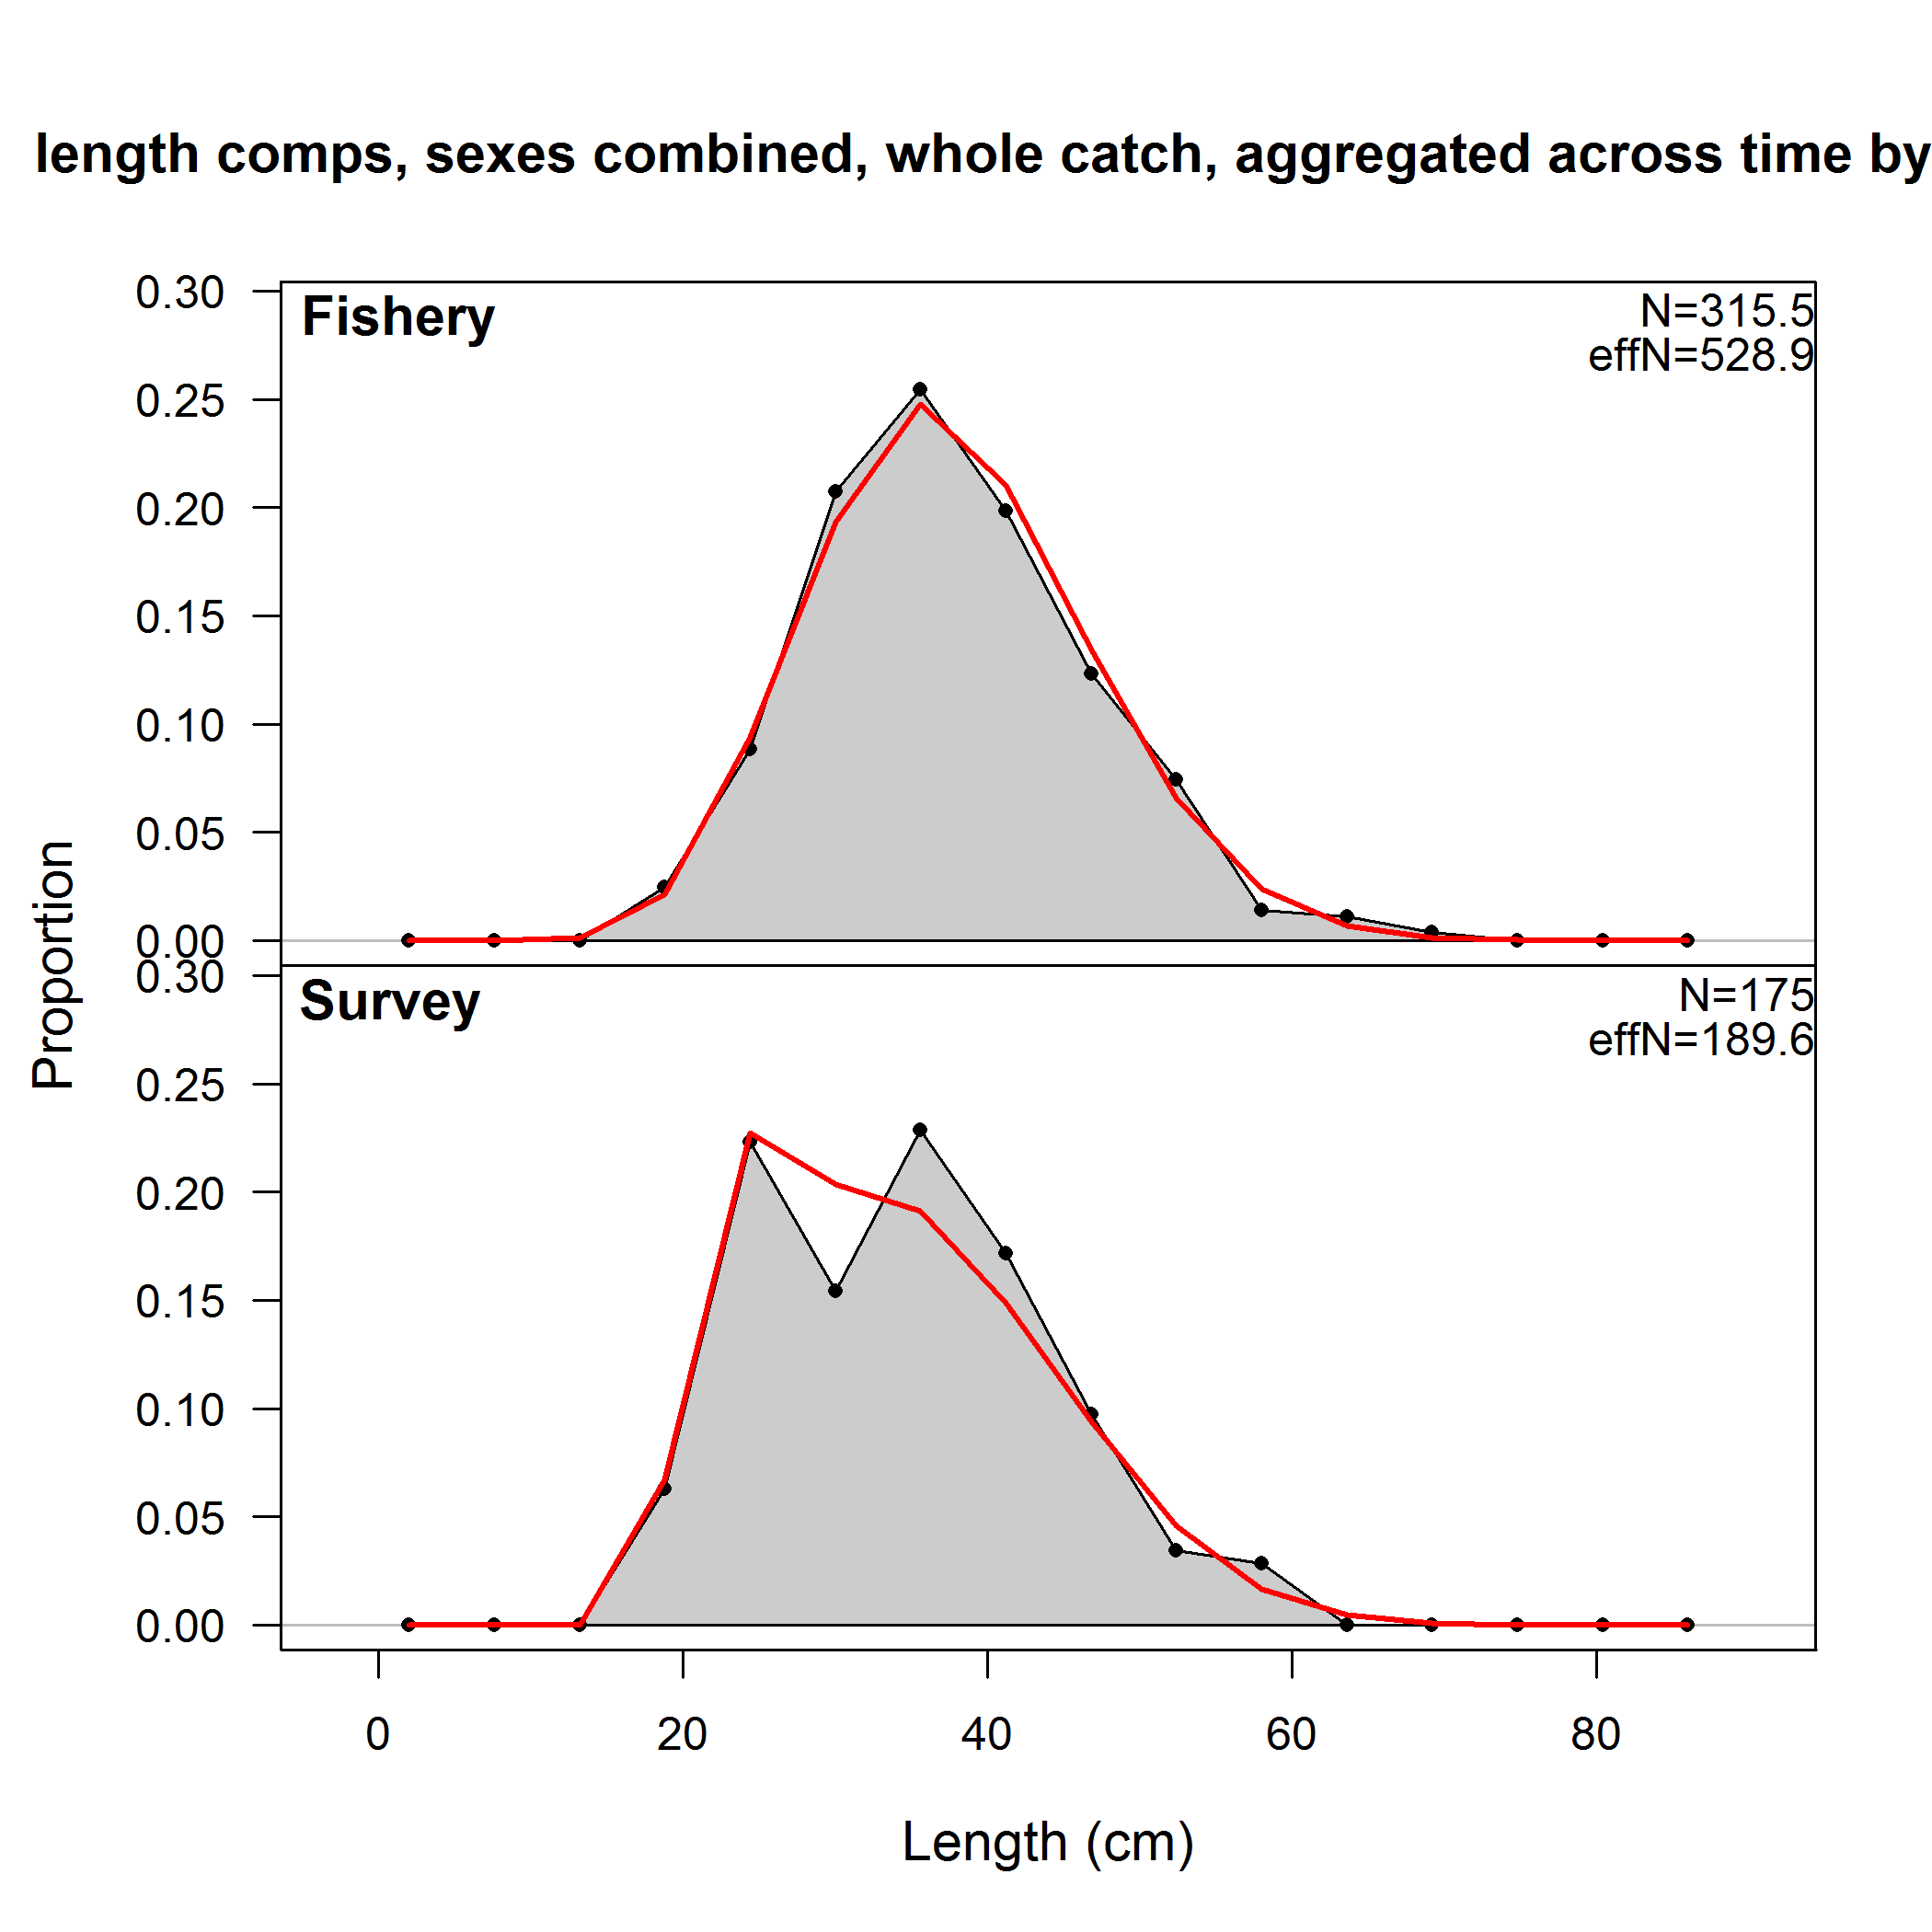 length comps, sexes combined, whole catch, aggregated across time by
Fishery
N=315.5
effN=528.9
0.30
0.25
0.20
0.15
0.10
0.05
0.00
Survey
N=175
effN=189.6
0.30
0.25
0.20
0.15
0.10
0.05
0.00
Proportion
0 20 40 60 80
Length (cm)